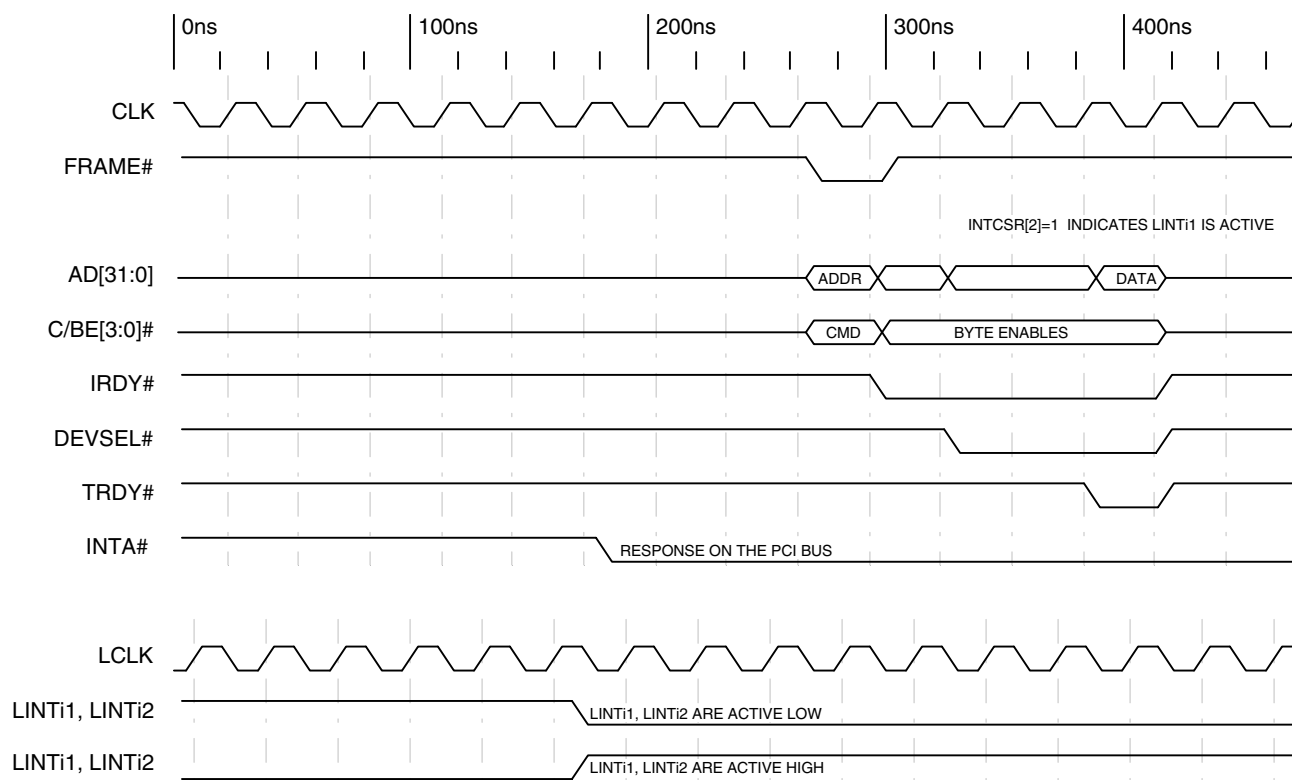 0ns 100ns 200ns 300ns 400ns
CLK
FRAME#
INTCSR[2]=1 INDICATES LINTi1 IS ACTIVE
AD[31:0] ADDR DATA
C/BE[3:0]# CMD BYTE ENABLES
IRDY#
DEVSEL#
TRDY#
INTA# RESPONSE ON THE PCI BUS
LCLK
LINTi1, LINTi2 LINTi1, LINTi2 ARE ACTIVE LOW
LINTi1, LINTi2 LINTi1, LINTi2 ARE ACTIVE HIGH